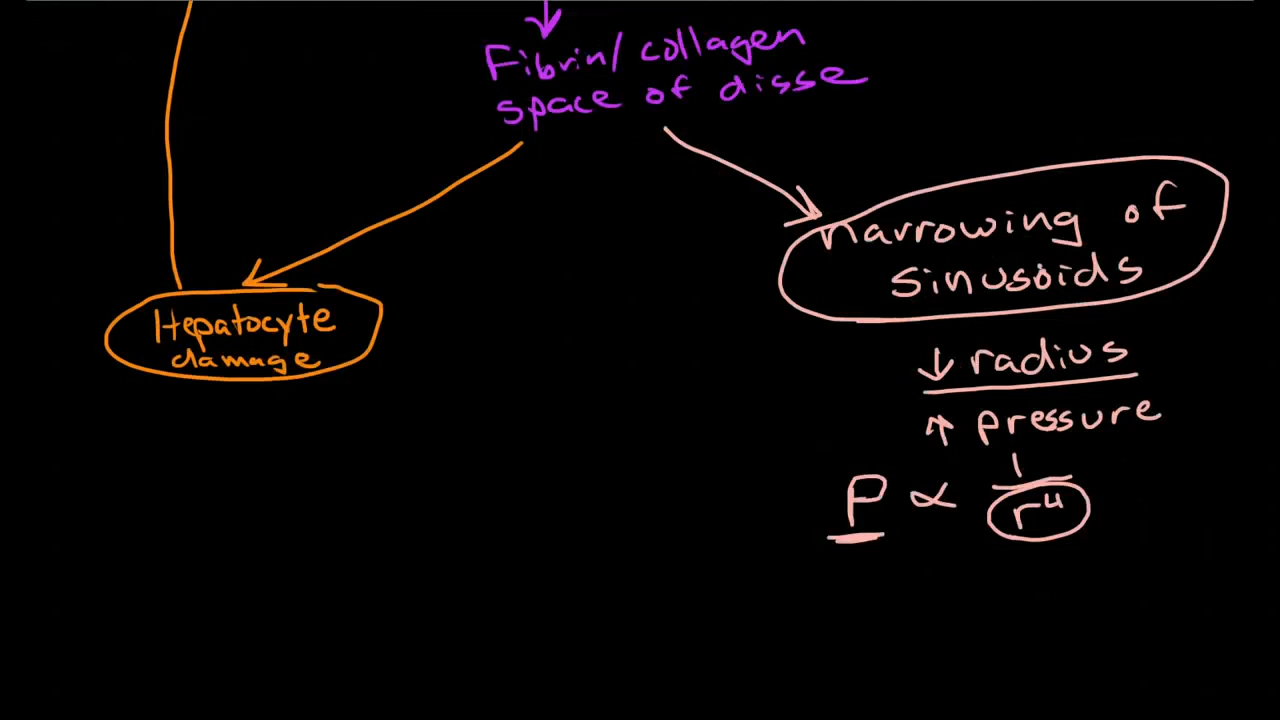 Fibrin/collagen
space of disse
narrowing of
sinusoids
Hepatocyte
damage
↓ radius
↑ pressure
P ∝ 1/r⁴